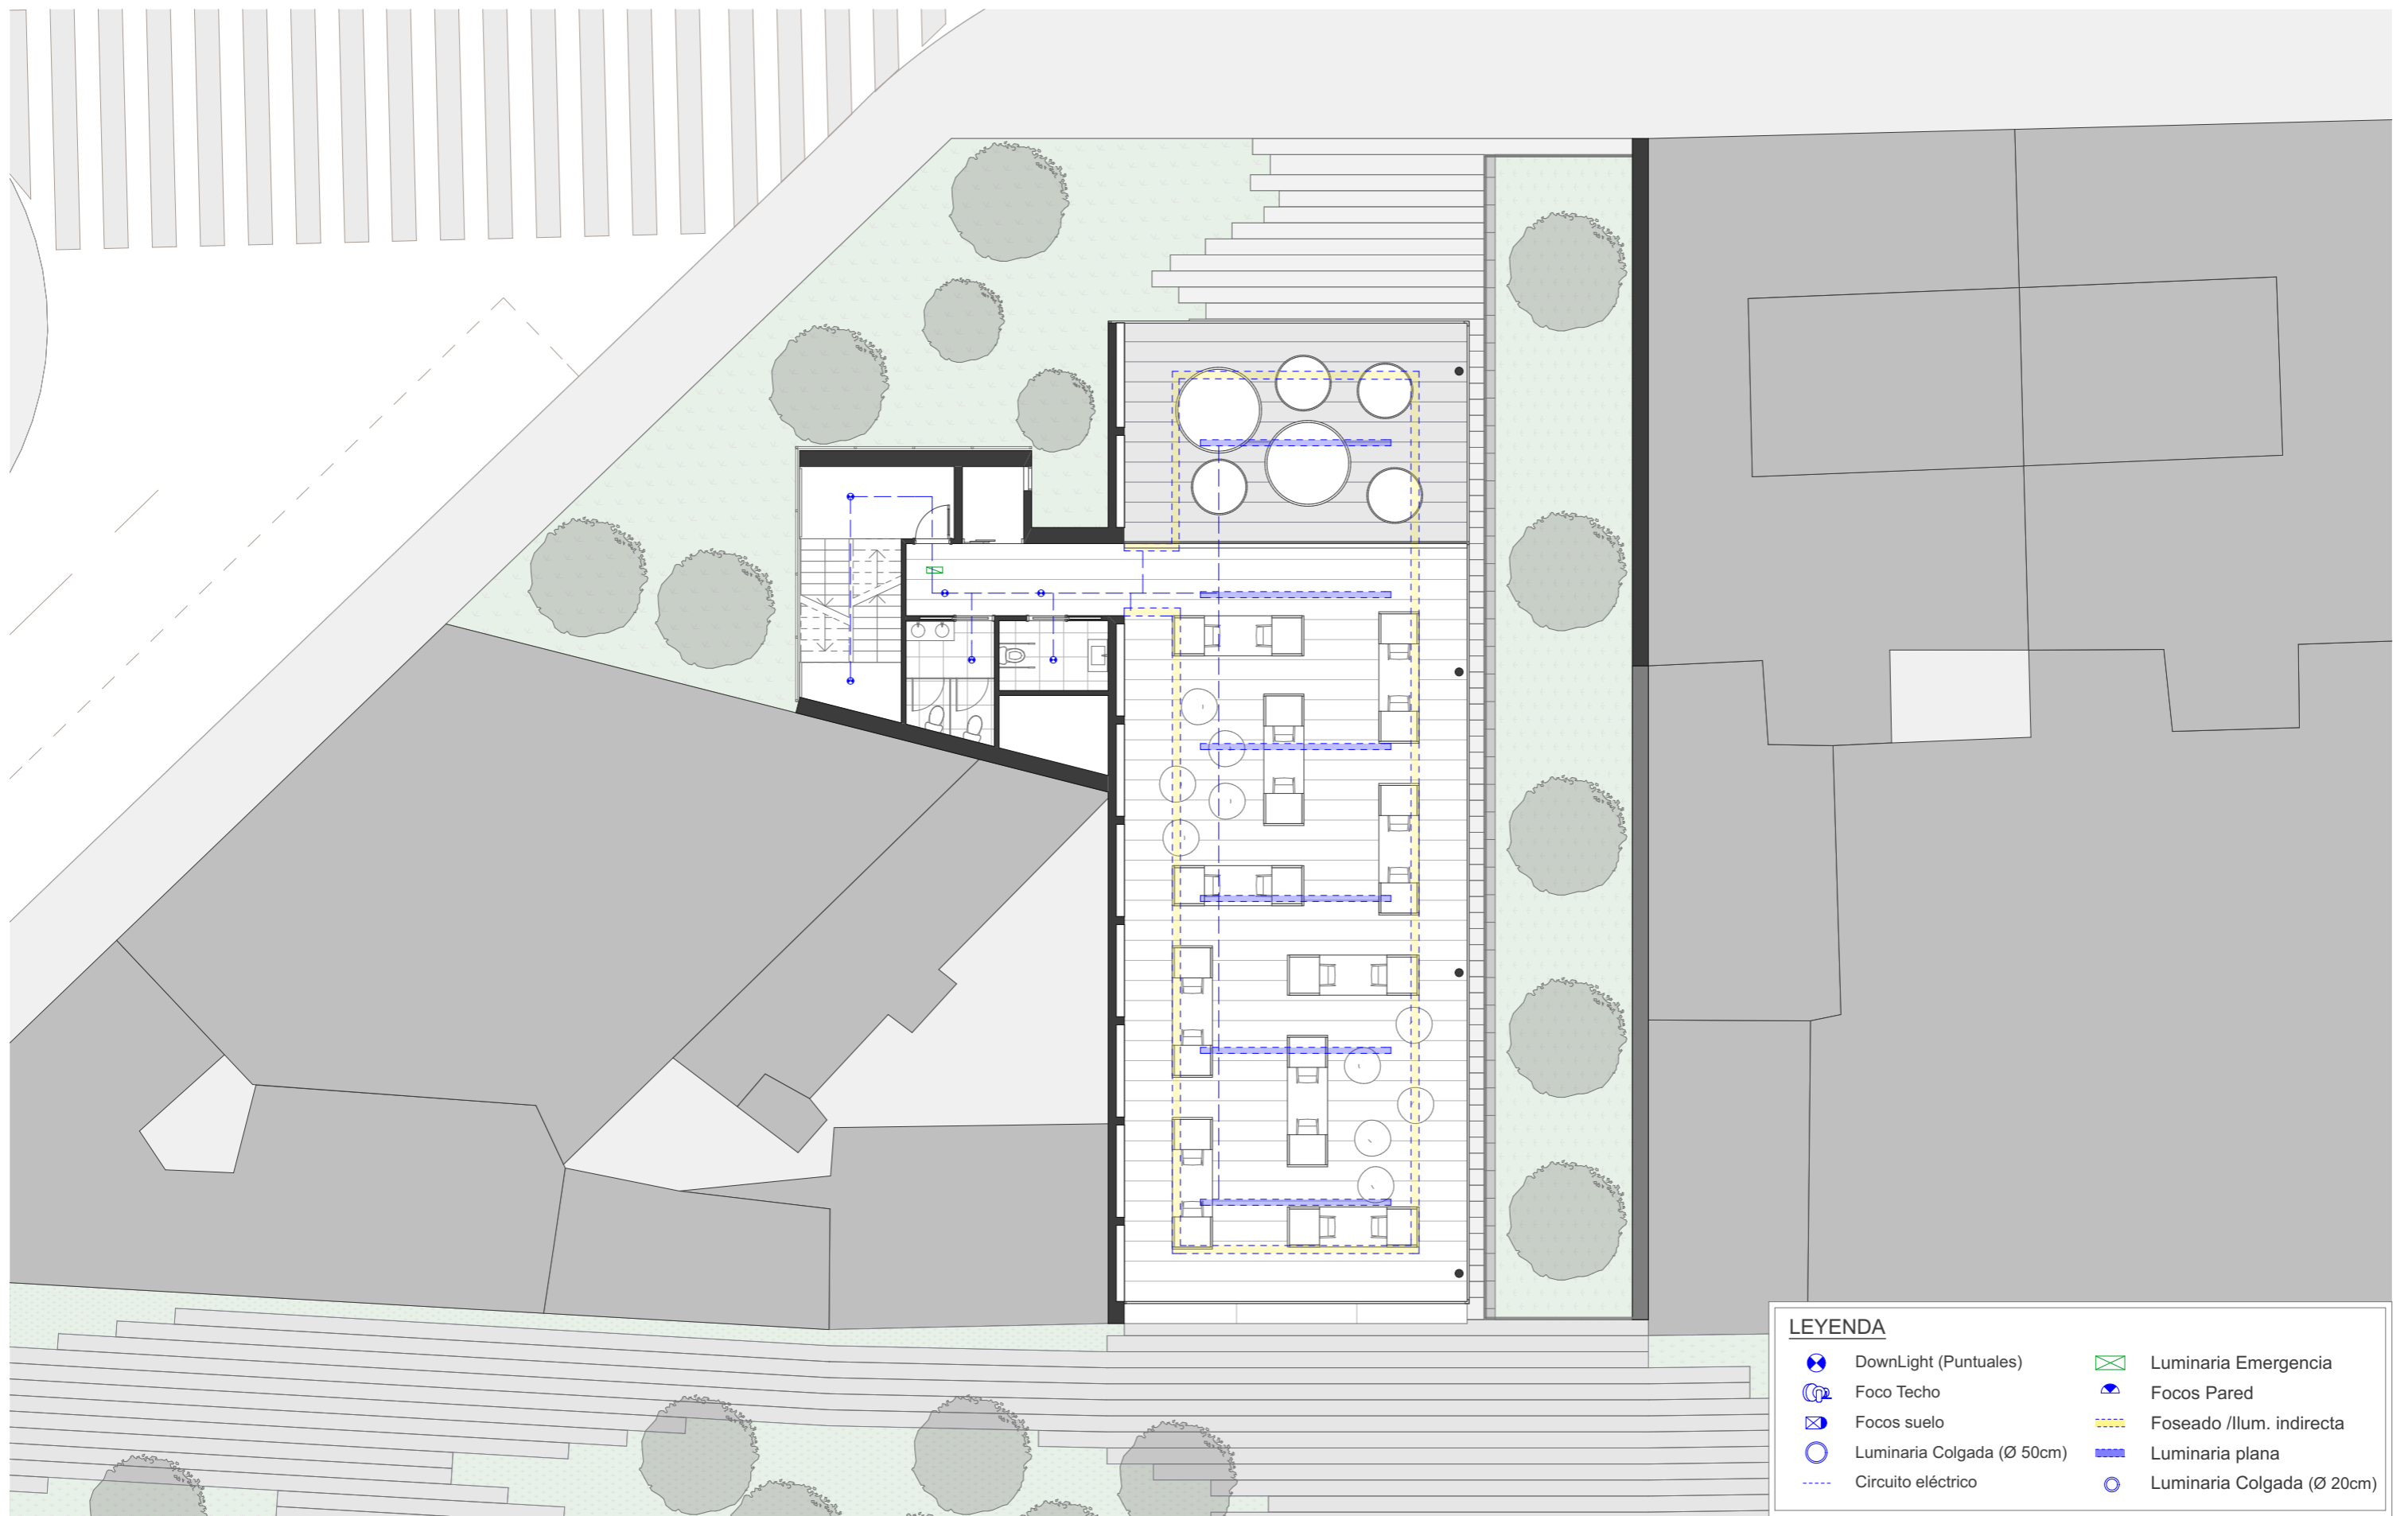 LEYENDA
DownLight (Puntuales)
Foco Techo
Focos suelo
Luminaria Colgada (Ø 50cm)
Circuito eléctrico
Luminaria Emergencia
Focos Pared
Foseado /Ilum. indirecta
Luminaria plana
Luminaria Colgada (Ø 20cm)